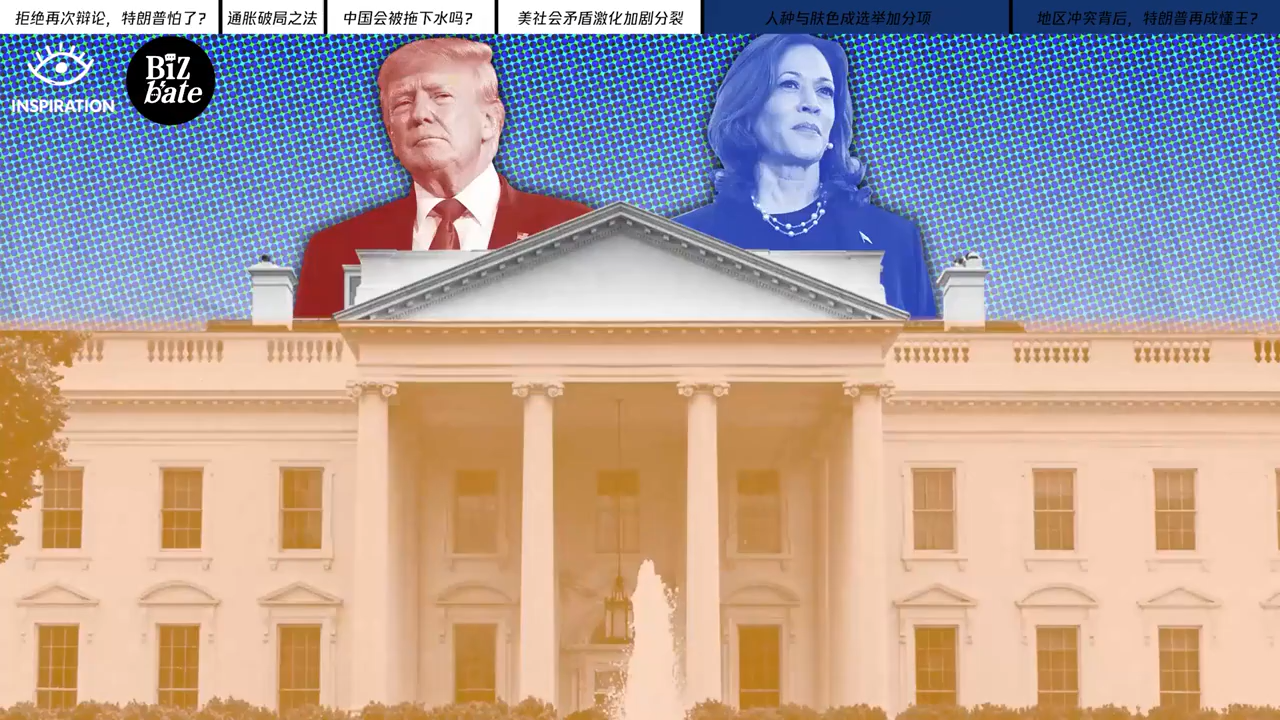 拒绝再次辩论，特朗普怕了?
通胀破局之法
中国会被拖下水吗?
美社会矛盾激化加剧分裂
人种与肤色成选举加分项
地区冲突背后，特朗普再成懂王?
INSPIRATION
BiZ
bate